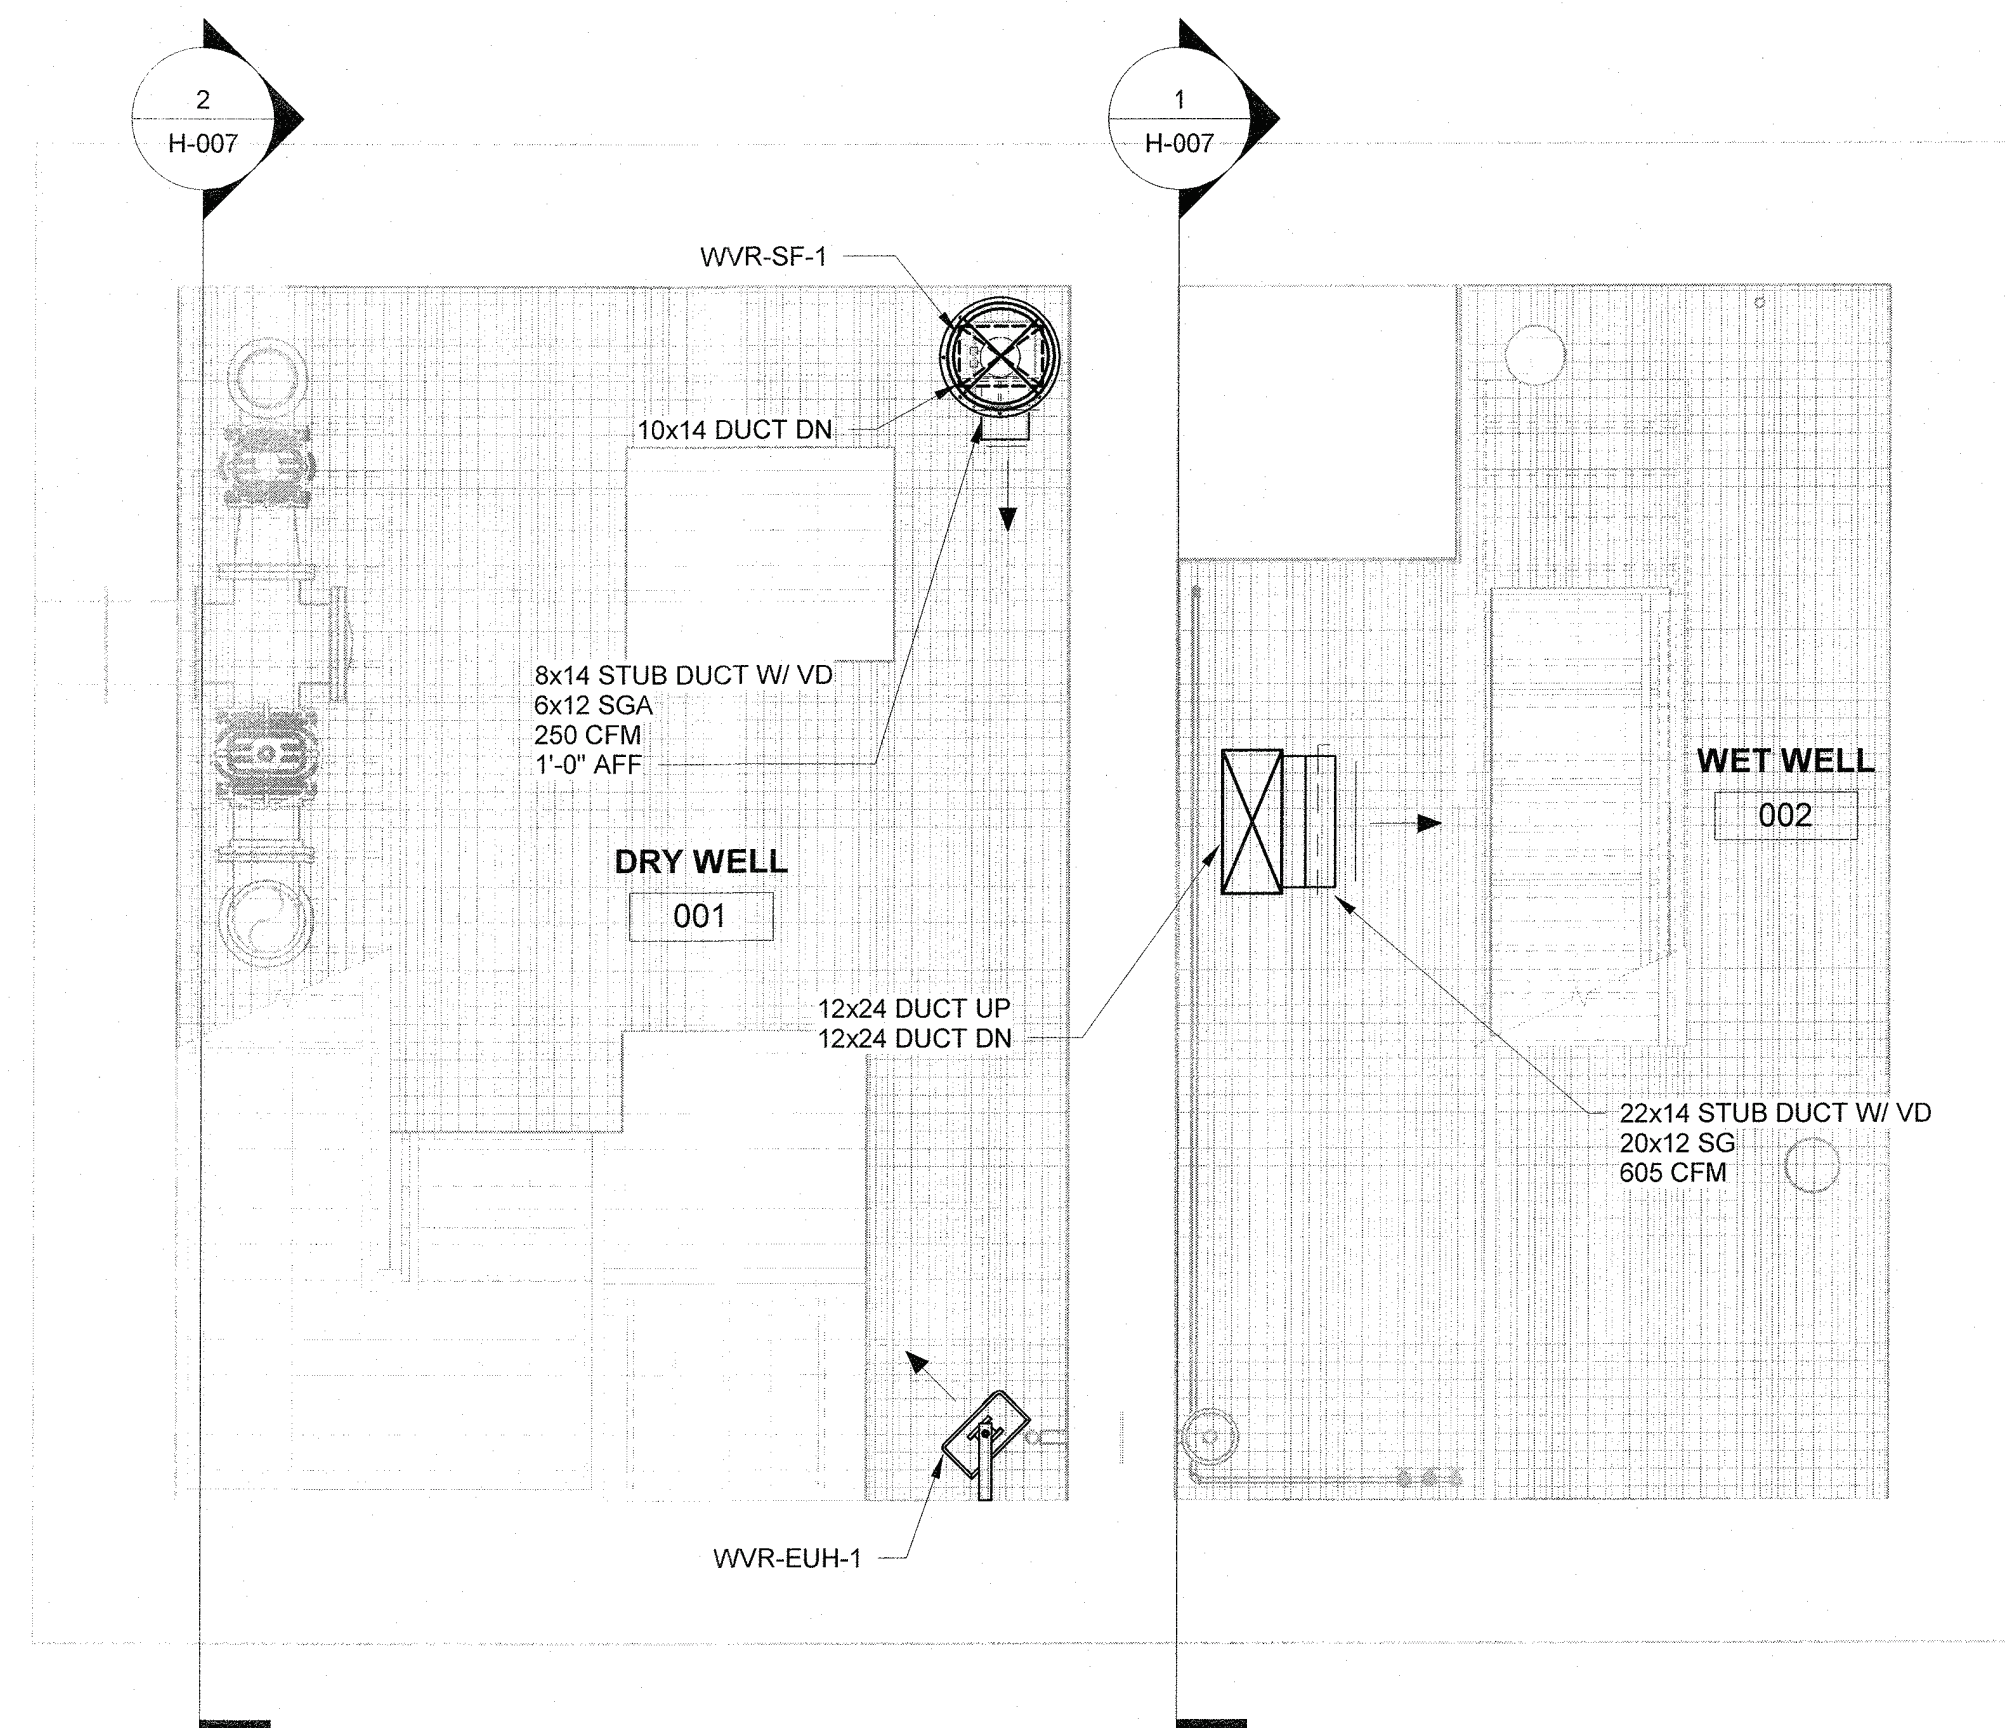 2
H-007
1
H-007
WVR-SF-1
10x14 DUCT DN
8x14 STUB DUCT W/ VD
6x12 SGA
250 CFM
1'-0" AFF
WET WELL
002
DRY WELL
001
12x24 DUCT UP
12x24 DUCT DN
22x14 STUB DUCT W/ VD
20x12 SG
605 CFM
WVR-EUH-1